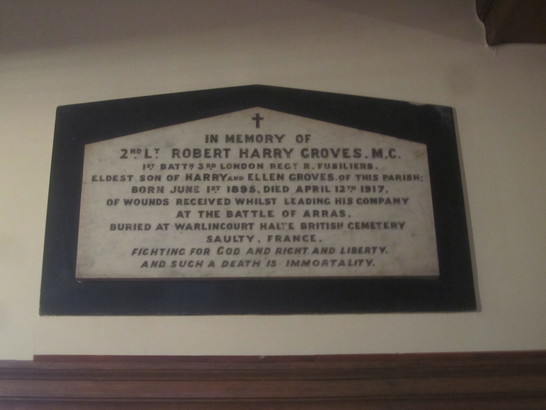 IN MEMORY OF
2ND LT ROBERT HARRY GROVES, M.C.
1ST BATTN 3RD LONDON REGT R. FUSILIERS,
ELDEST SON OF HARRY AND ELLEN GROVES, OF THIS PARISH:
BORN JUNE 1ST 1895, DIED APRIL 12TH 1917,
OF WOUNDS RECEIVED WHILST LEADING HIS COMPANY
AT THE BATTLE OF ARRAS,
BURIED AT WARLINCOURT HALTE BRITISH CEMETERY
SAULTY, FRANCE.
FIGHTING FOR GOD AND RIGHT AND LIBERTY.
AND SUCH A DEATH IS IMMORTALITY.